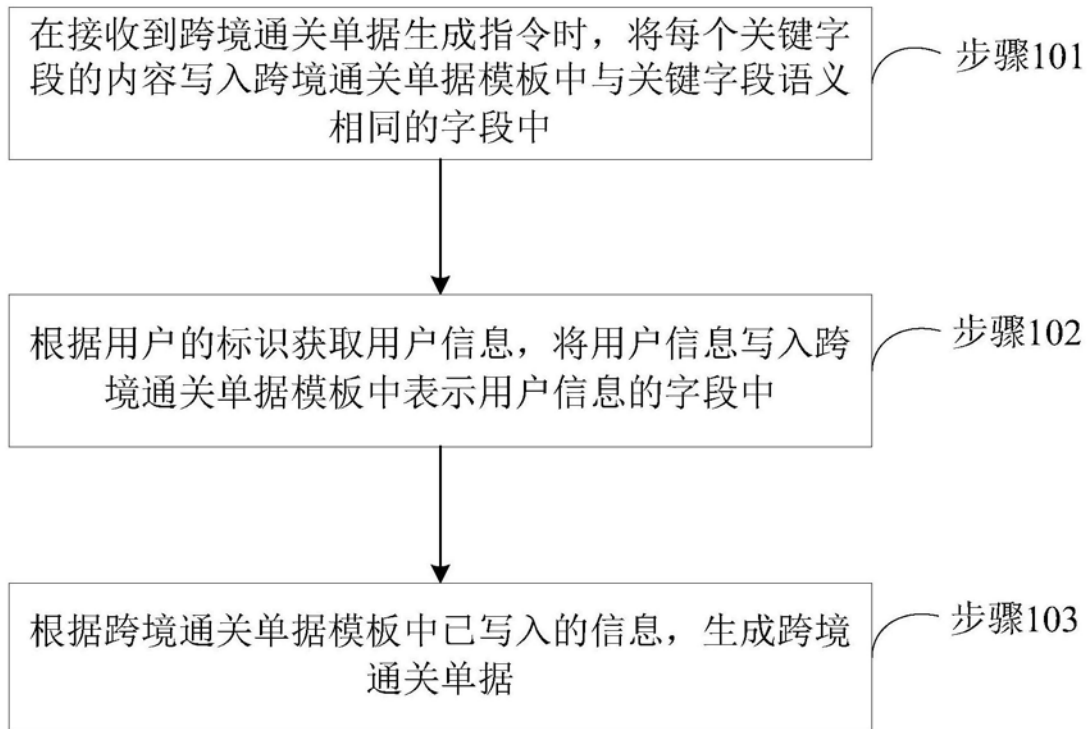 在接收到跨境通关单据生成指令时，将每个关键字
段的内容写入跨境通关单据模板中与关键字段语义
相同的字段中
步骤101
根据用户的标识获取用户信息，将用户信息写入跨
境通关单据模板中表示用户信息的字段中
步骤102
根据跨境通关单据模板中已写入的信息，生成跨境
通关单据
步骤103